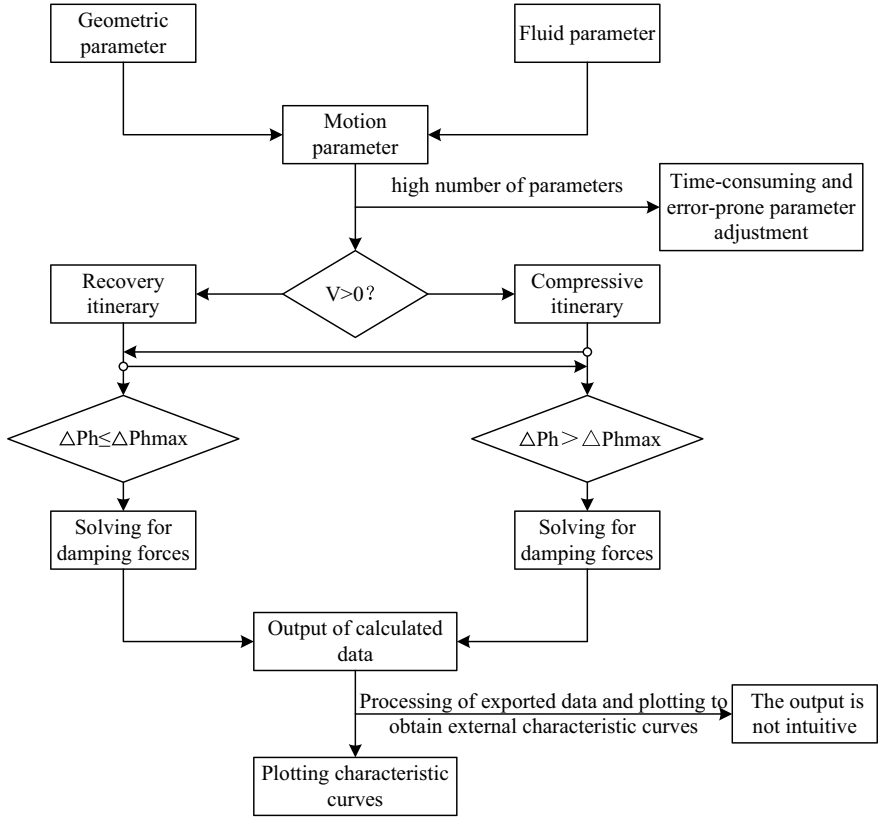 Geometric
parameter
Fluid parameter
Motion
parameter
high number of parameters
Time-consuming and
error-prone parameter
adjustment
Recovery
itinerary
V>0?
Compressive
itinerary
△Ph≤△Phmax
△Ph＞△Phmax
Solving for
damping forces
Solving for
damping forces
Output of calculated
data
Processing of exported data and plotting to
obtain external characteristic curves
The output is
not intuitive
Plotting characteristic
curves